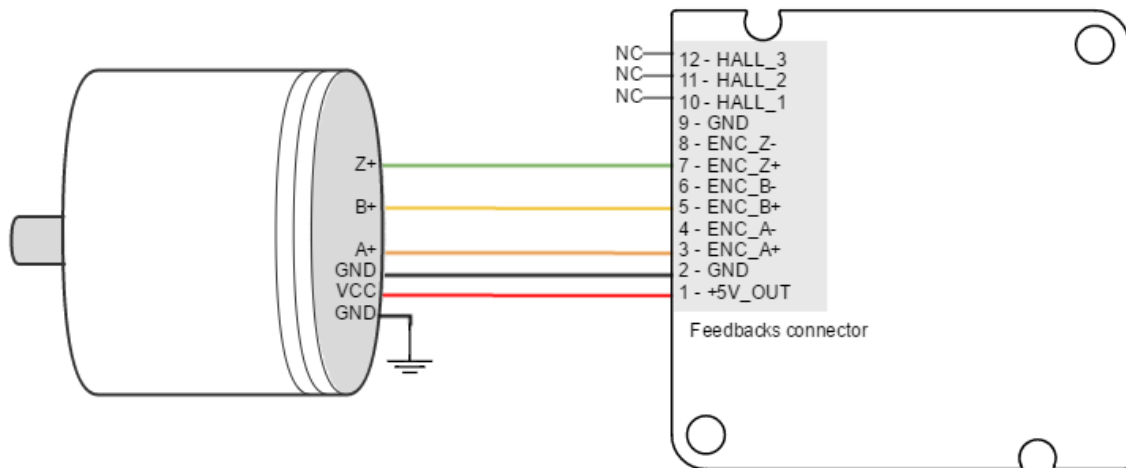 Z+
B+
A+
GND
VCC
GND
NC
NC
NC
12 - HALL_3
11 - HALL_2
10 - HALL_1
9 - GND
8 - ENC_Z-
7 - ENC_Z+
6 - ENC_B-
5 - ENC_B+
4 - ENC_A-
3 - ENC_A+
2 - GND
1 - +5V_OUT
Feedbacks connector